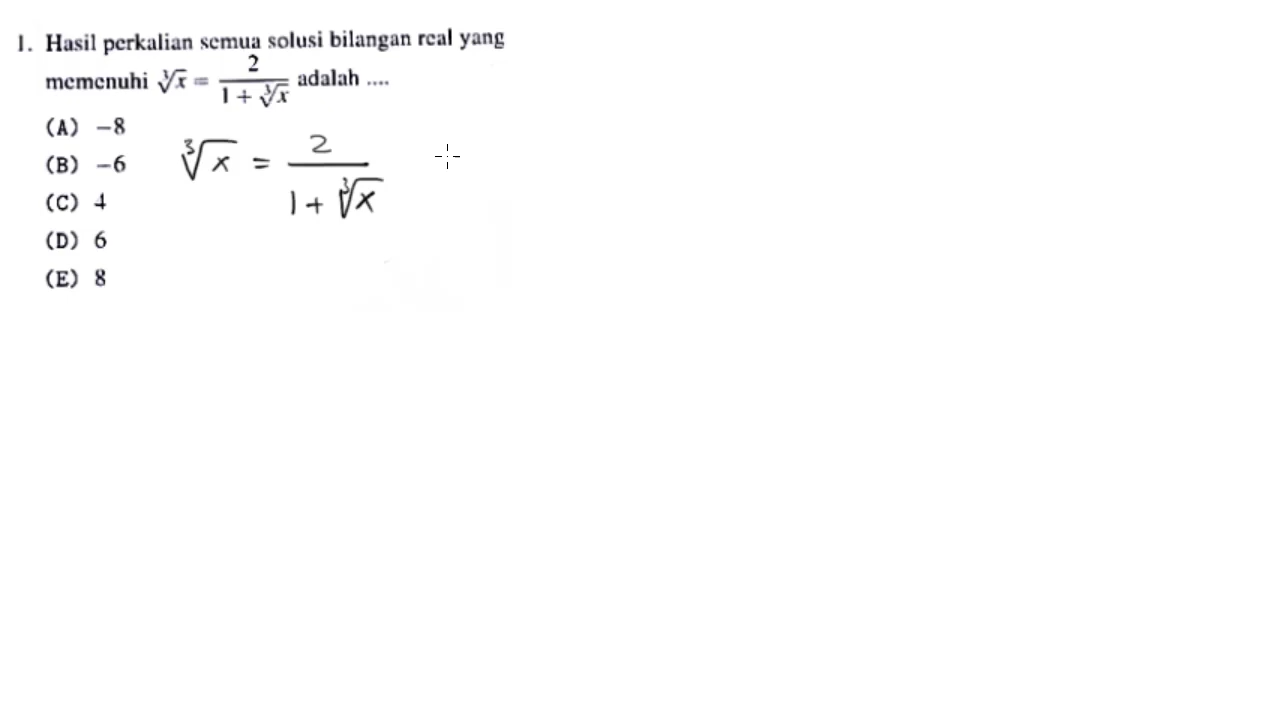 1. Hasil perkalian semua solusi bilangan real yang
memenuhi ∛x = 2 / (1 + ∛x) adalah ....
(A) −8
(B) −6
(C) 4
(D) 6
(E) 8
∛x = 2 / (1 + ∛x)